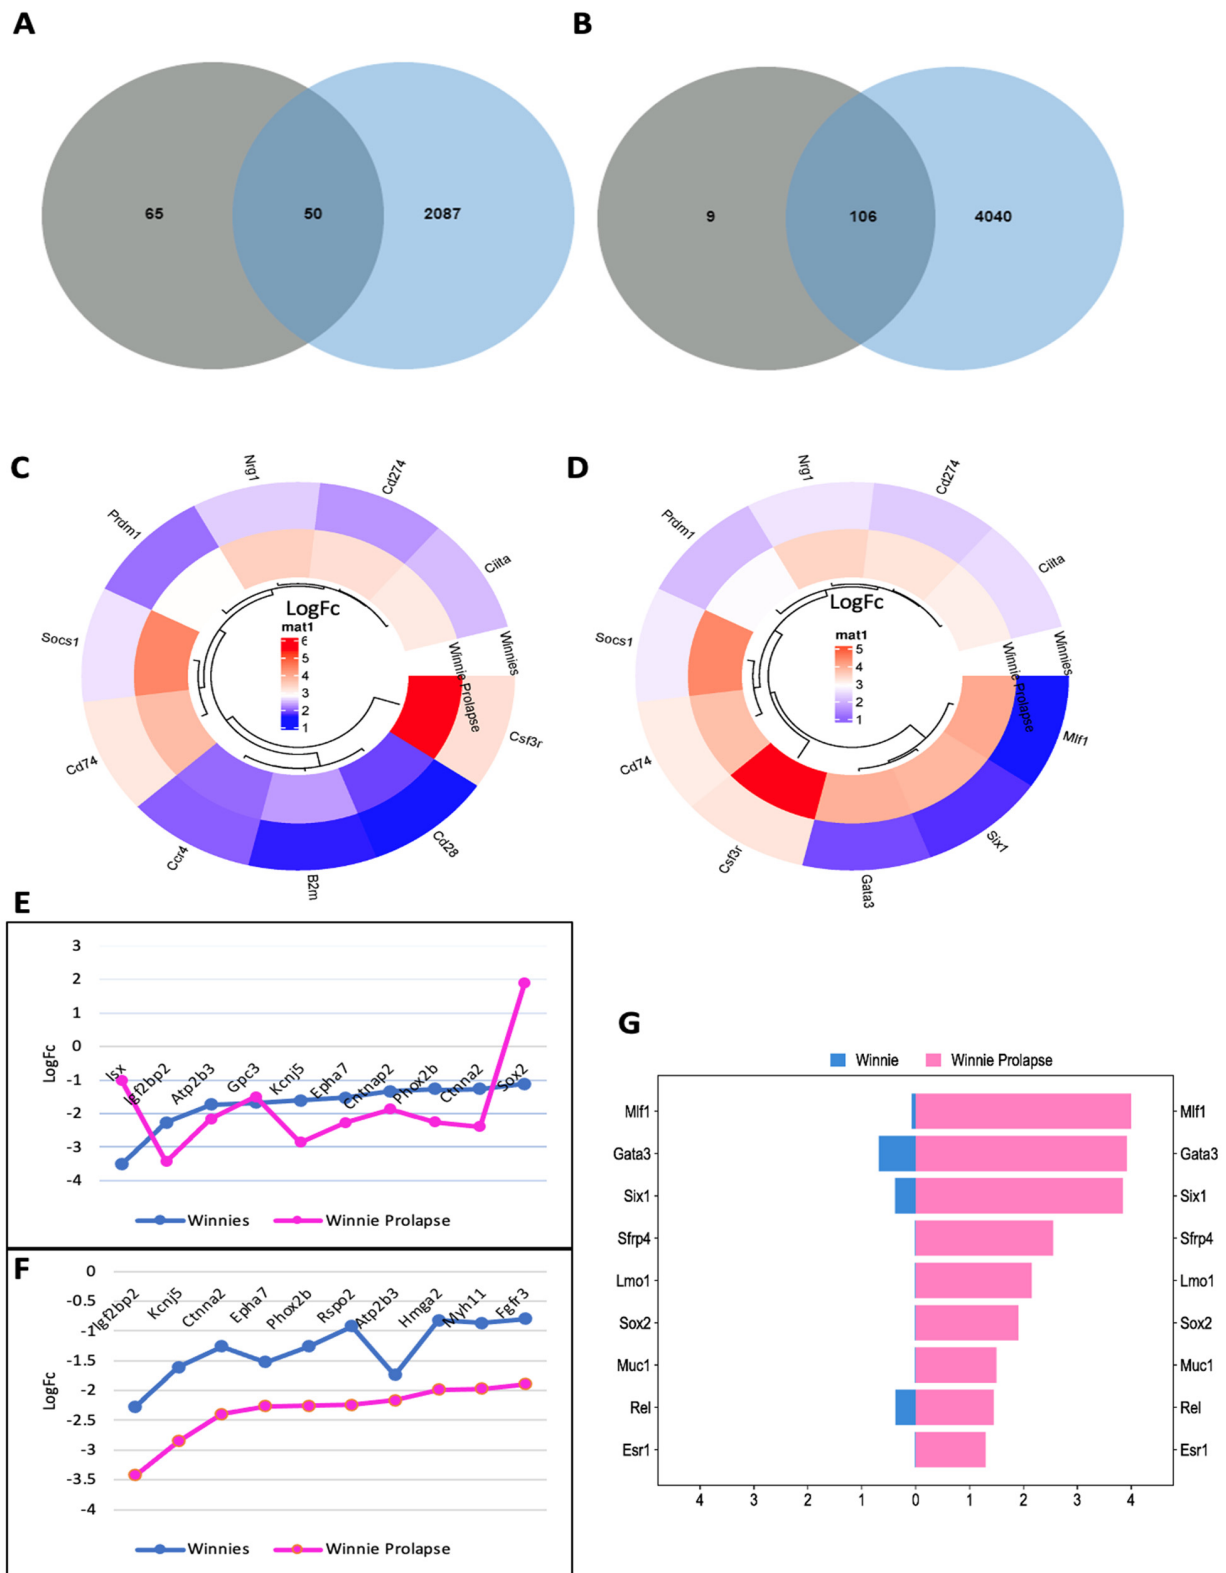 A
B
65
50
2087
9
106
4040
C
Nrg1
Cd274
Prdm1
Ciita
Socs1
LogFc
mat1
6
5
4
3
2
1
Winnie Prolapse
Winnies
Cd74
Csf3r
Ccr4
B2m
Cd28
D
Nrg1
Cd274
Prdm1
Ciita
Socs1
LogFc
mat1
5
4
3
2
1
Winnie Prolapse
Winnies
Cd74
Mlf1
Csf3r
Gata3
Six1
E
3
2
1
0
-1
-2
-3
-4
LogFc
Isx
Igf2bp2
Atp2b3
Gpc3
Kcnj5
Epha7
Cntnap2
Phox2b
Ctnna2
Sox2
Winnies
Winnie Prolapse
F
0
-0.5
-1
-1.5
-2
-2.5
-3
-3.5
-4
LogFc
Igf2bp2
Kcnj5
Ctnna2
Epha7
Phox2b
Rspo2
Atp2b3
Hmga2
Myh11
Fgfr3
Winnies
Winnie Prolapse
G
Winnie
Winnie Prolapse
Mlf1
Mlf1
Gata3
Gata3
Six1
Six1
Sfrp4
Sfrp4
Lmo1
Lmo1
Sox2
Sox2
Muc1
Muc1
Rel
Rel
Esr1
Esr1
4
3
2
1
0
1
2
3
4